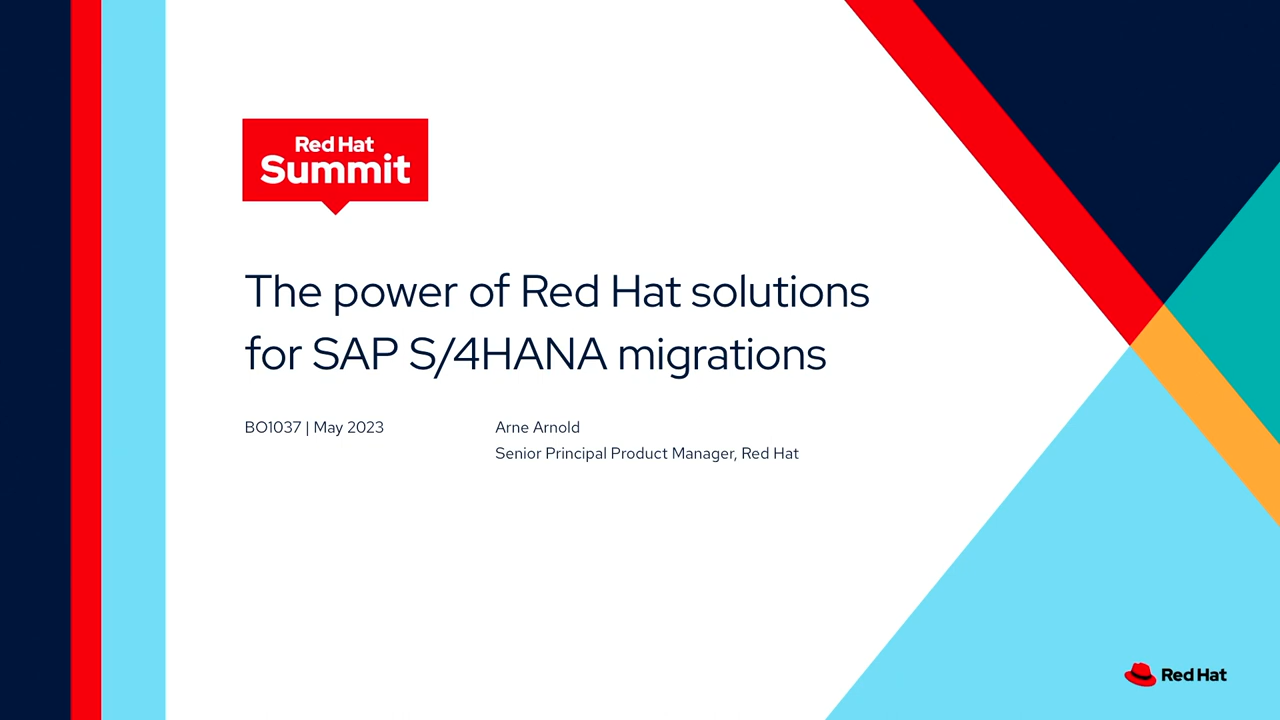 Red Hat
Summit
The power of Red Hat solutions
for SAP S/4HANA migrations
BO1037 | May 2023
Arne Arnold
Senior Principal Product Manager, Red Hat
Red Hat